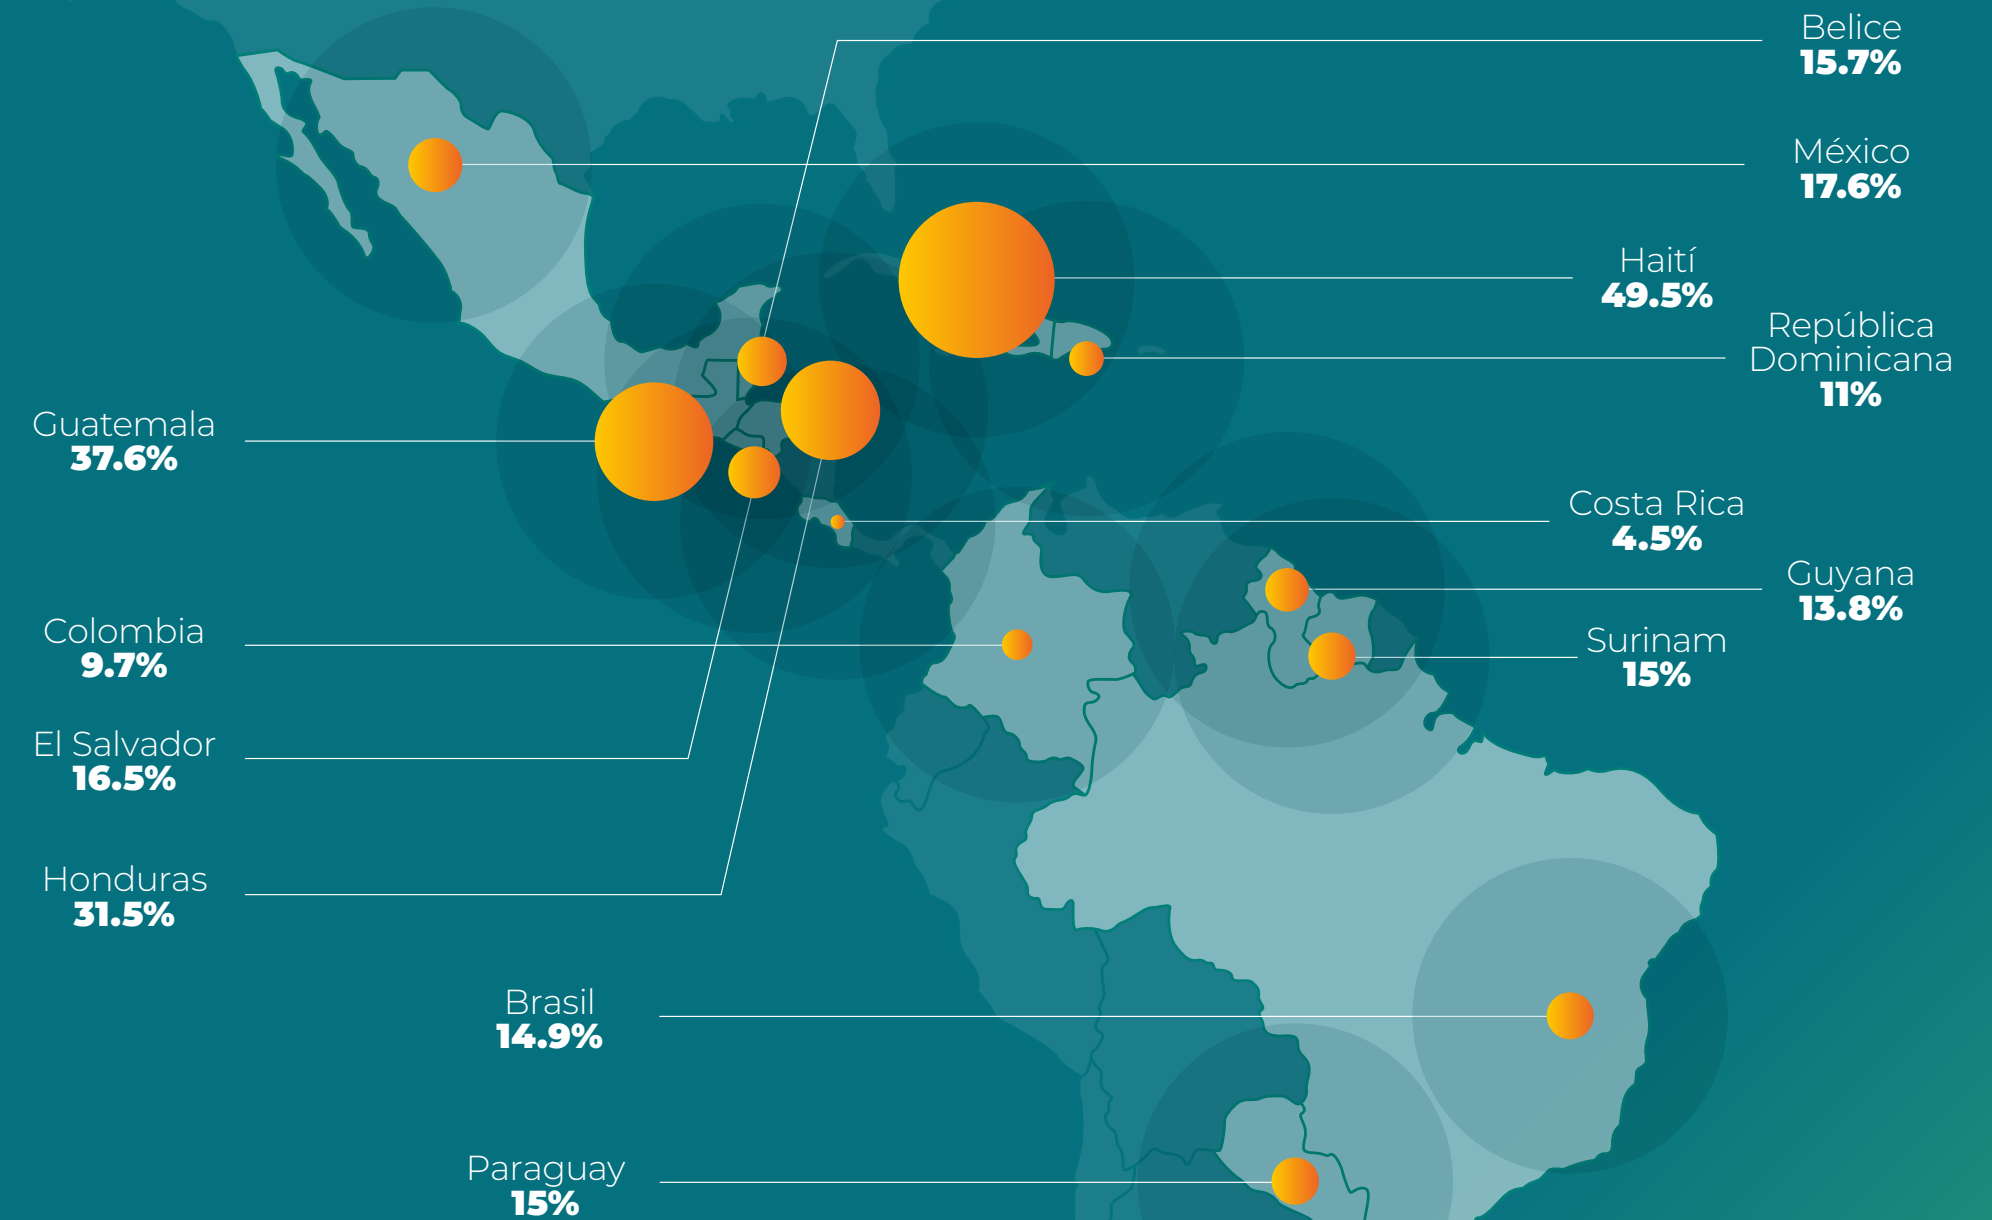 Belice
15.7%
México
17.6%
Haití
49.5%
República
Dominicana
11%
Guatemala
37.6%
Costa Rica
4.5%
Guyana
13.8%
Colombia
9.7%
Surinam
15%
El Salvador
16.5%
Honduras
31.5%
Brasil
14.9%
Paraguay
15%